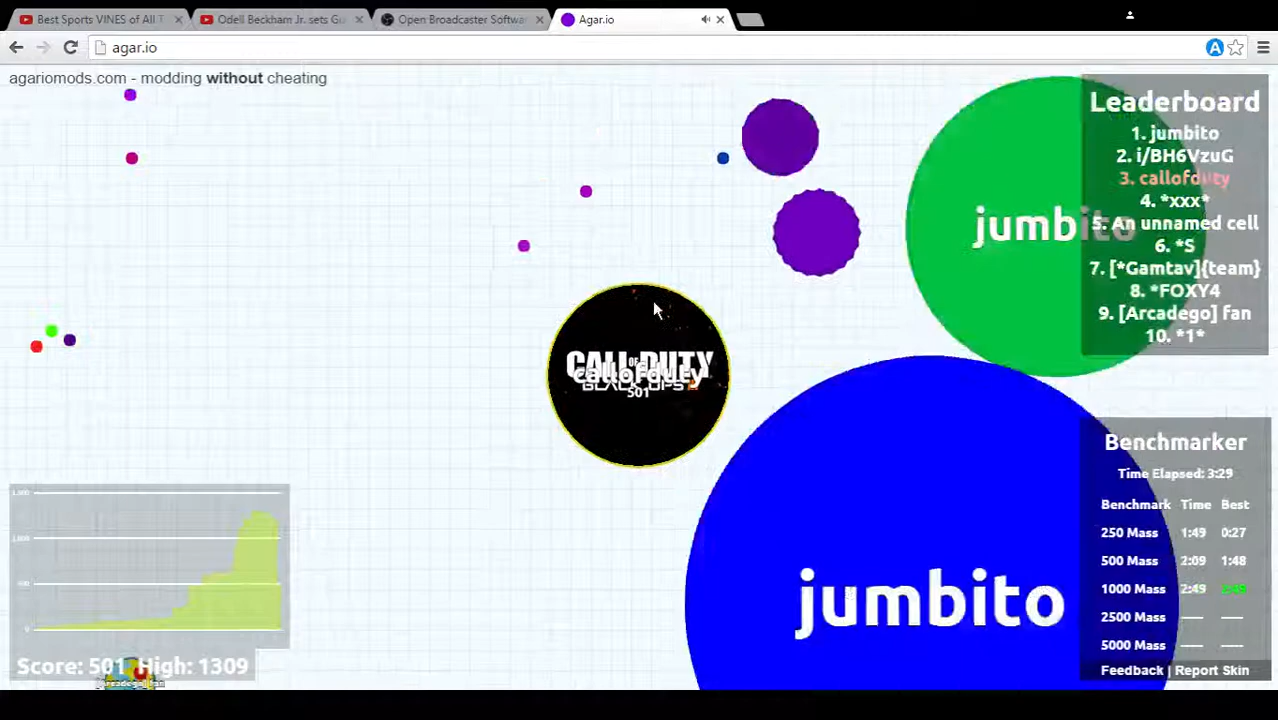 Best Sports VINES of All T
Odell Beckham Jr. sets Gu
Open Broadcaster Softwar
Agar.io
agar.io
A
agariomods.com - modding without cheating
Leaderboard
1. jumbito
2. i/BH6VzuG
3. callofduty
4. *xxx*
5. An unnamed cell
6. *S
7. [*Gamtav]{team}
8. *FOXY4
9. [Arcadego] fan
10. *1*
jumbito
CALL OF DUTY
callofduty
BLACK OPS
501
jumbito
Benchmarker
Time Elapsed: 3:29
Benchmark Time Best
250 Mass 1:49 0:27
500 Mass 2:09 1:48
1000 Mass 2:49
2500 Mass —— ——
5000 Mass —— ——
Feedback | Report Skin
Score: 501 High: 1309